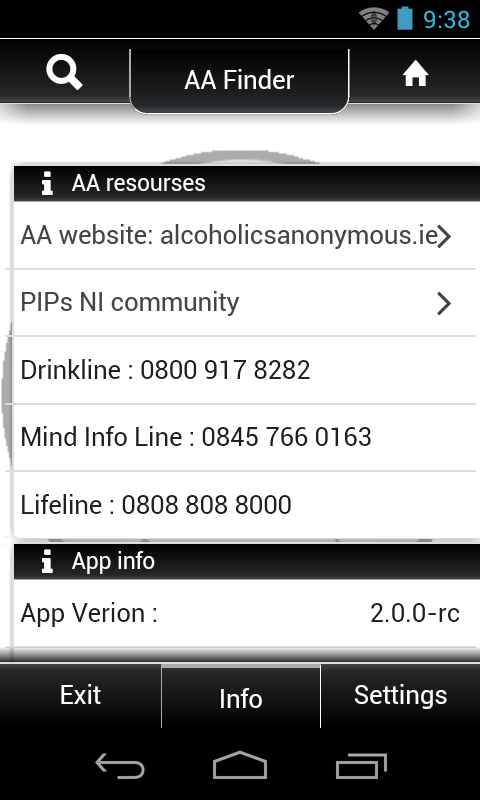 9:38
AA Finder
AA resourses
AA website: alcoholicsanonymous.ie
PIPs NI community
Drinkline : 0800 917 8282
Mind Info Line : 0845 766 0163
Lifeline : 0808 808 8000
App info
App Verion : 2.0.0-rc
Exit Info Settings